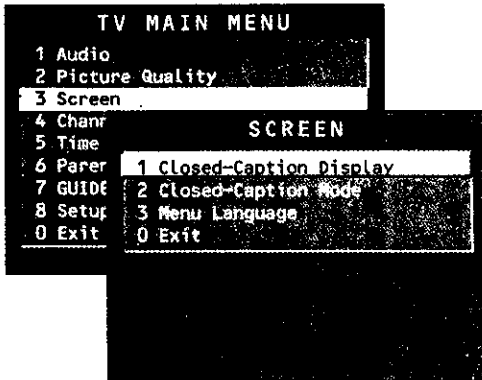 TV MAIN MENU
1 Audio
2 Picture Quality
3 Screen
4 Chann
5 Time
6 Paren
7 GUIDE
8 Setup
0 Exit
SCREEN
1 Closed-Caption Display
2 Closed-Caption Mode
3 Menu Language
0 Exit